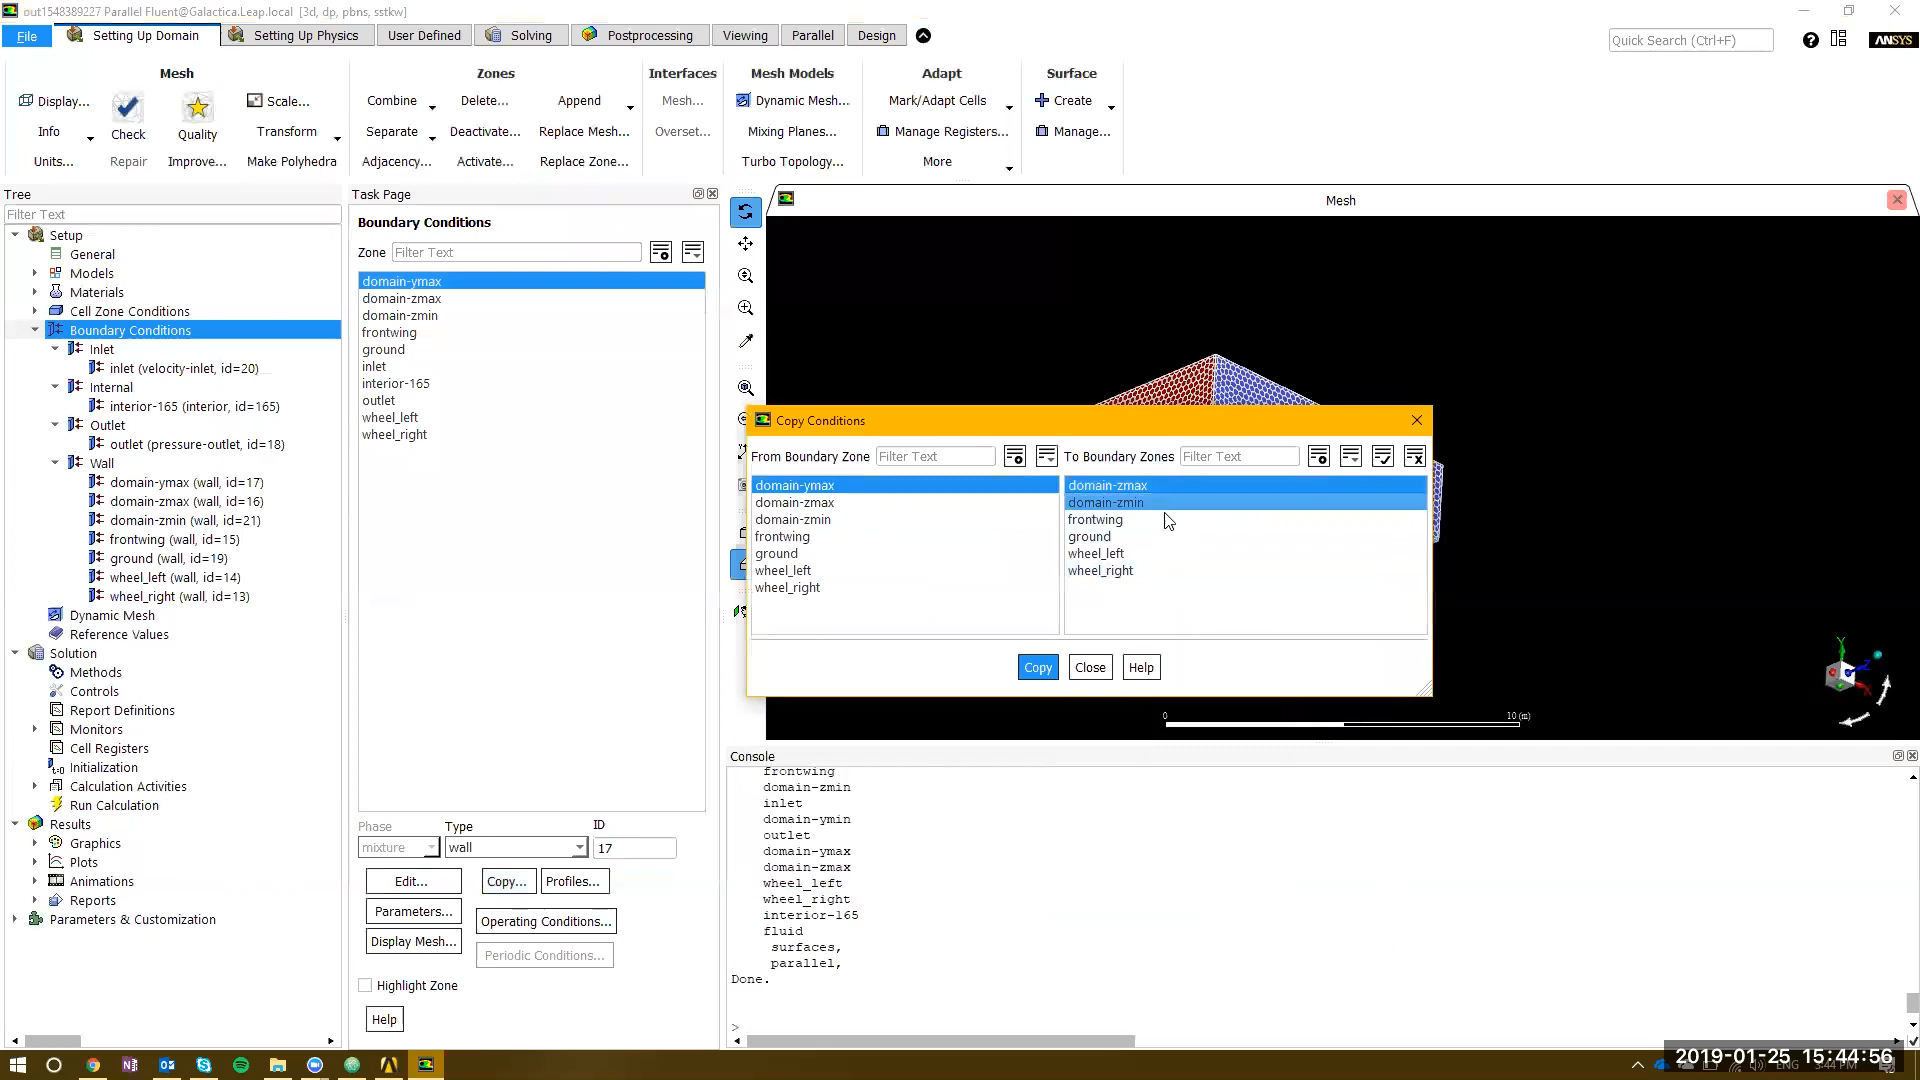 out1548389227 Parallel Fluent@Galactica.Leap.local [3d, dp, pbns, sstkw]
File
Setting Up Domain
Setting Up Physics
User Defined
Solving
Postprocessing
Viewing
Parallel
Design
Quick Search (Ctrl+F)
ANSYS
Mesh
Display...
Info
Units...
Check
Repair
Quality
Improve...
Scale...
Transform
Make Polyhedra
Zones
Combine
Separate
Adjacency...
Delete...
Deactivate...
Activate...
Append
Replace Mesh...
Replace Zone...
Interfaces
Mesh...
Overset...
Mesh Models
Dynamic Mesh...
Mixing Planes...
Turbo Topology...
Adapt
Mark/Adapt Cells
Manage Registers...
More
Surface
Create
Manage...
Tree
Filter Text
Setup
General
Models
Materials
Cell Zone Conditions
Boundary Conditions
Inlet
inlet (velocity-inlet, id=20)
Internal
interior-165 (interior, id=165)
Outlet
outlet (pressure-outlet, id=18)
Wall
domain-ymax (wall, id=17)
domain-zmax (wall, id=16)
domain-zmin (wall, id=21)
frontwing (wall, id=15)
ground (wall, id=19)
wheel_left (wall, id=14)
wheel_right (wall, id=13)
Dynamic Mesh
Reference Values
Solution
Methods
Controls
Report Definitions
Monitors
Cell Registers
Initialization
Calculation Activities
Run Calculation
Results
Graphics
Plots
Animations
Reports
Parameters & Customization
Task Page
Boundary Conditions
Zone Filter Text
domain-ymax
domain-zmax
domain-zmin
frontwing
ground
inlet
interior-165
outlet
wheel_left
wheel_right
Phase
Type
ID
mixture
wall
17
Edit...
Copy...
Profiles...
Parameters...
Operating Conditions...
Display Mesh...
Periodic Conditions...
Highlight Zone
Help
Mesh
Copy Conditions
From Boundary Zone Filter Text
To Boundary Zones Filter Text
domain-ymax
domain-zmax
domain-zmin
frontwing
ground
wheel_left
wheel_right
domain-zmax
domain-zmin
frontwing
ground
wheel_left
wheel_right
Copy
Close
Help
Y
Z
X
0
10 (m)
Console
frontwing
domain-zmin
inlet
domain-ymin
outlet
domain-ymax
domain-zmax
wheel_left
wheel_right
interior-165
fluid
surfaces,
parallel,
Done.
>
ENG
2019-01-25 15:44:56